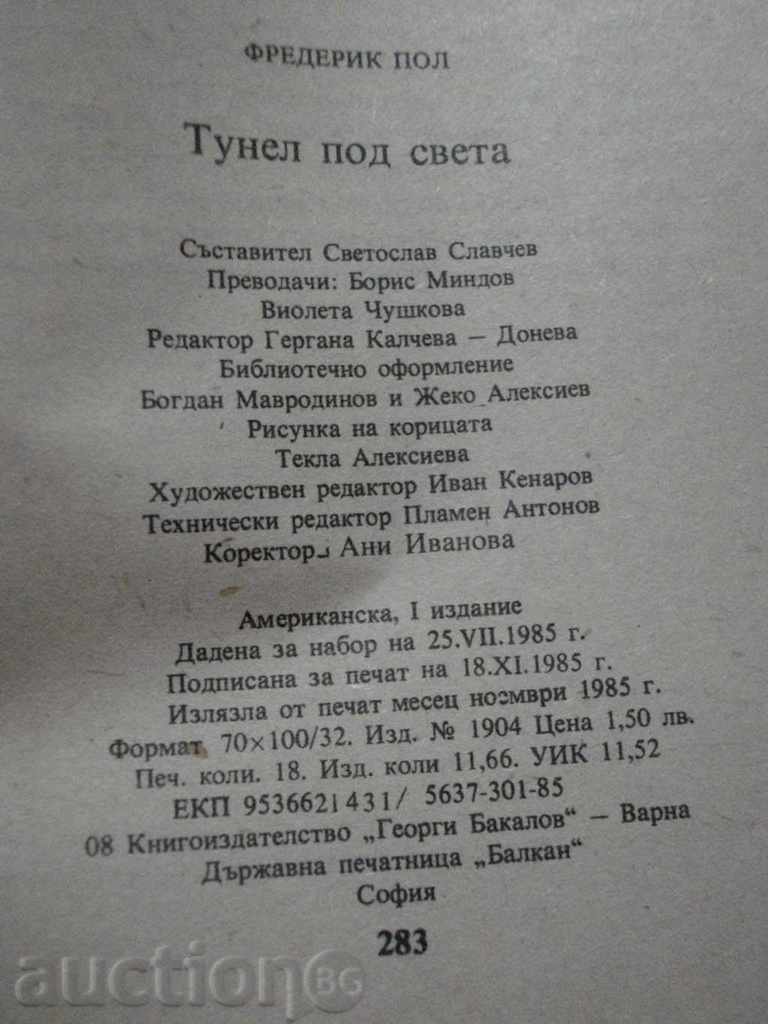 ФРЕДЕРИК ПОЛ
Тунел под света
Съставител Светослав Славчев
Преводачи: Борис Миндов
Виолета Чушкова
Редактор Гергана Калчева – Донева
Библиотечно оформление
Богдан Мавродинов и Жеко Алексиев
Рисунка на корицата
Текла Алексиева
Художествен редактор Иван Кенаров
Технически редактор Пламен Антонов
Коректор Ани Иванова
Американска, I издание
Дадена за набор на 25.VII.1985 г.
Подписана за печат на 18.XI.1985 г.
Излязла от печат месец ноември 1985 г.
Формат 70×100/32. Изд. № 1904 Цена 1,50 лв.
Печ. коли. 18. Изд. коли 11,66. УИК 11,52
ЕКП 9536621431/ 5637-301-85
08 Книгоиздателство „Георги Бакалов“ – Варна
Държавна печатница „Балкан“
София
283
auctionBG